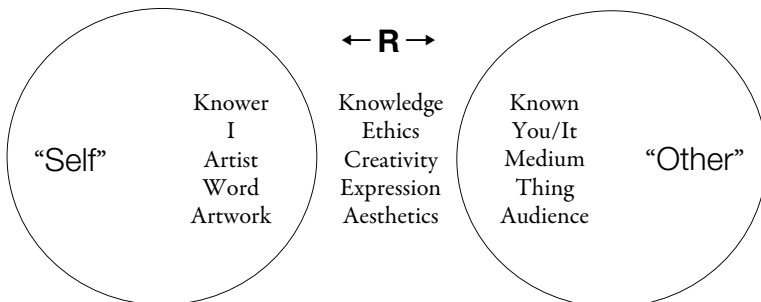 ← R →
Knower Knowledge Known
I Ethics You/It
“Self” Artist Creativity Medium “Other”
Word Expression Thing
Artwork Aesthetics Audience